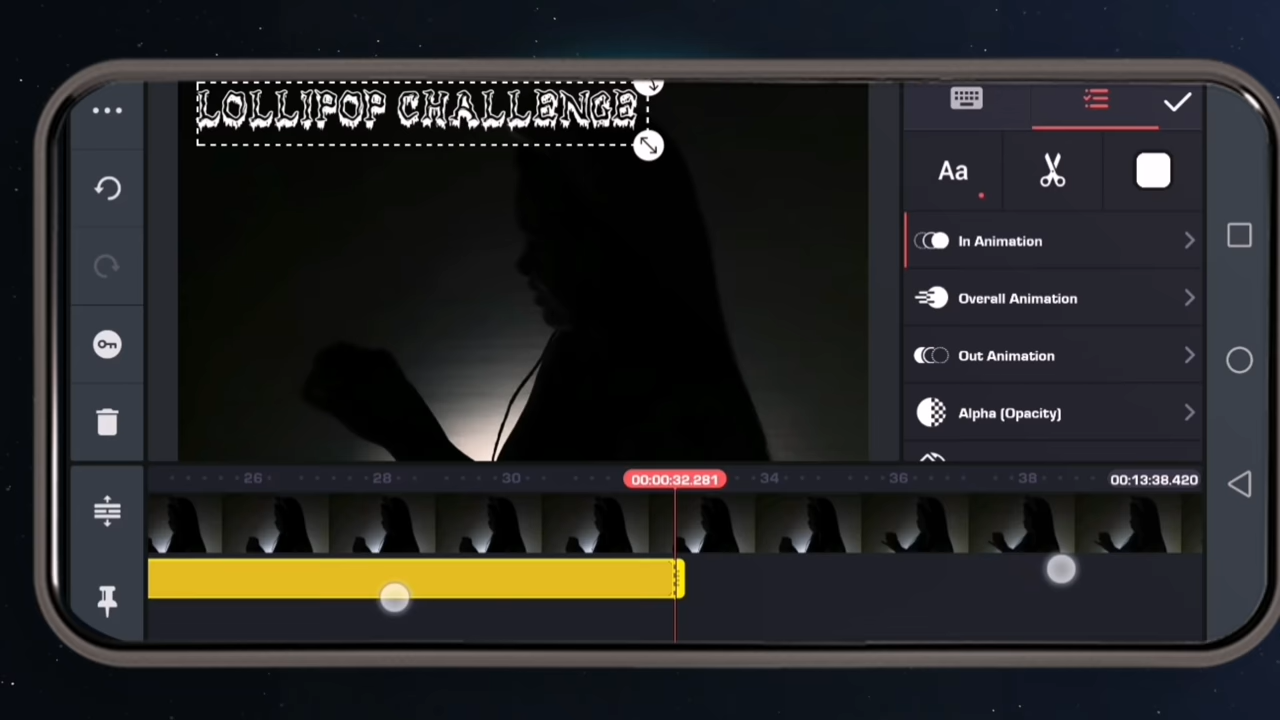 LOLLIPOP CHALLENGE
Aa
In Animation
Overall Animation
Out Animation
Alpha (Opacity)
26
28
30
00:00:32.281
34
36
38
00:13:38.420